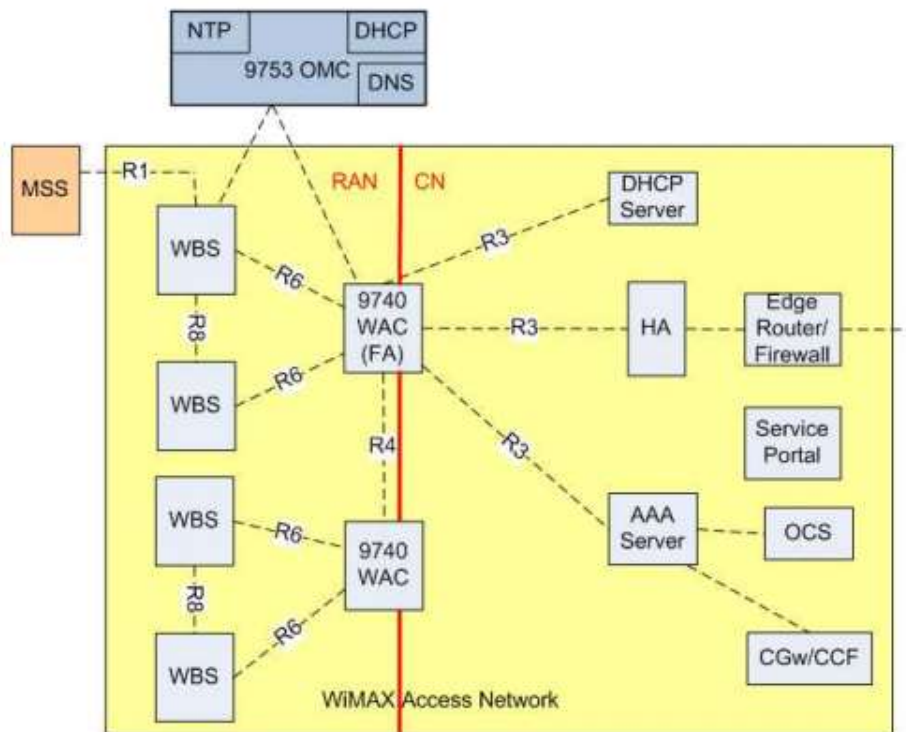 NTP
DHCP
9753 OMC
DNS
MSS
R1
RAN
CN
DHCP
Server
WBS
R3
R6
9740
WAC
(FA)
R3
HA
Edge
Router/
Firewall
R8
R6
WBS
R4
R3
Service
Portal
WBS
R6
AAA
Server
OCS
9740
WAC
R8
R6
WBS
CGw/CCF
WiMAX Access Network